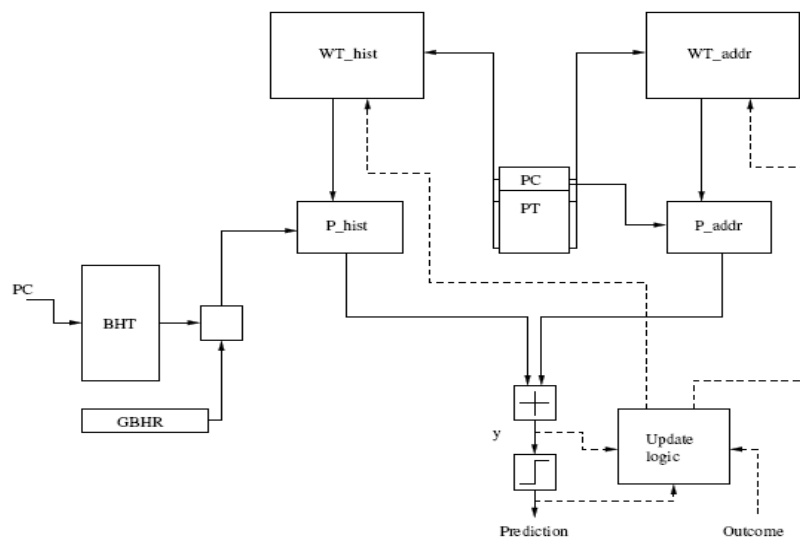 WT_hist
WT_addr
PC
PT
P_hist
P_addr
PC
BHT
GBHR
y
Update
logic
Prediction
Outcome